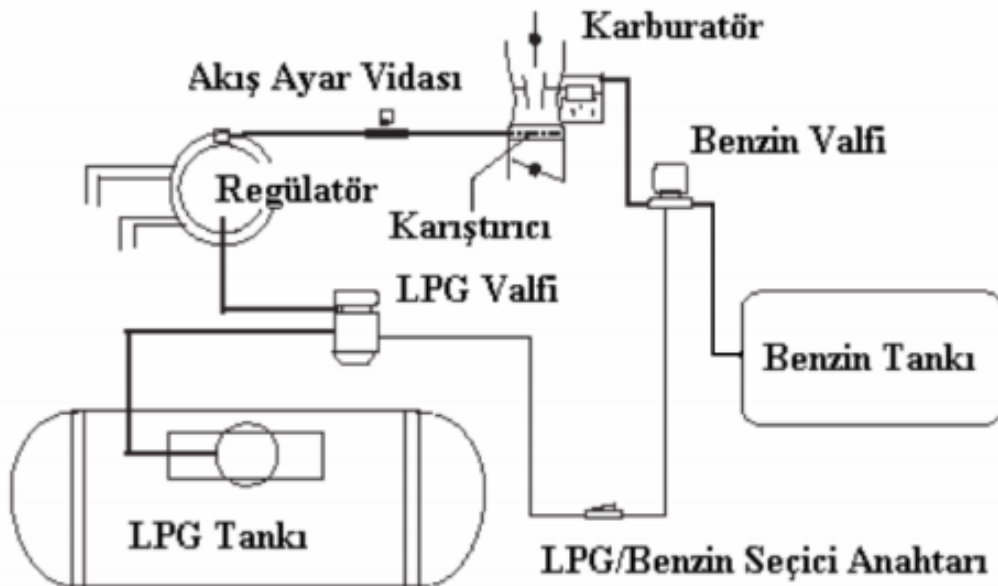 Karburatör
Akış Ayar Vidası
Benzin Valfi
Regülatör
Karıştırıcı
LPG Valfi
Benzin Tankı
LPG Tankı
LPG/Benzin Seçici Anahtarı